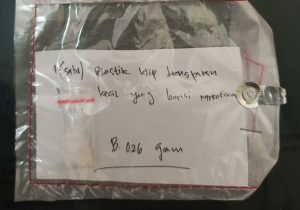 1 (satu) plastik klip transparan
kecil yang berisi
B. 026 gram